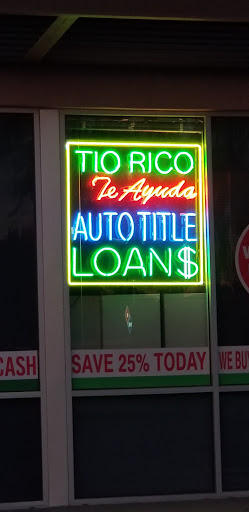 TIO RICO
Te Ayuda
AUTO TITLE
LOAN$
CASH
SAVE 25% TODAY
WE BUY